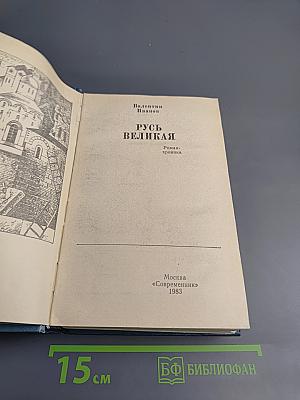 Валентин
Иванов
РУСЬ
ВЕЛИКАЯ
Роман-
хроника
Москва
«Современник»
1983
15 см
БФ БИБЛИОФАН